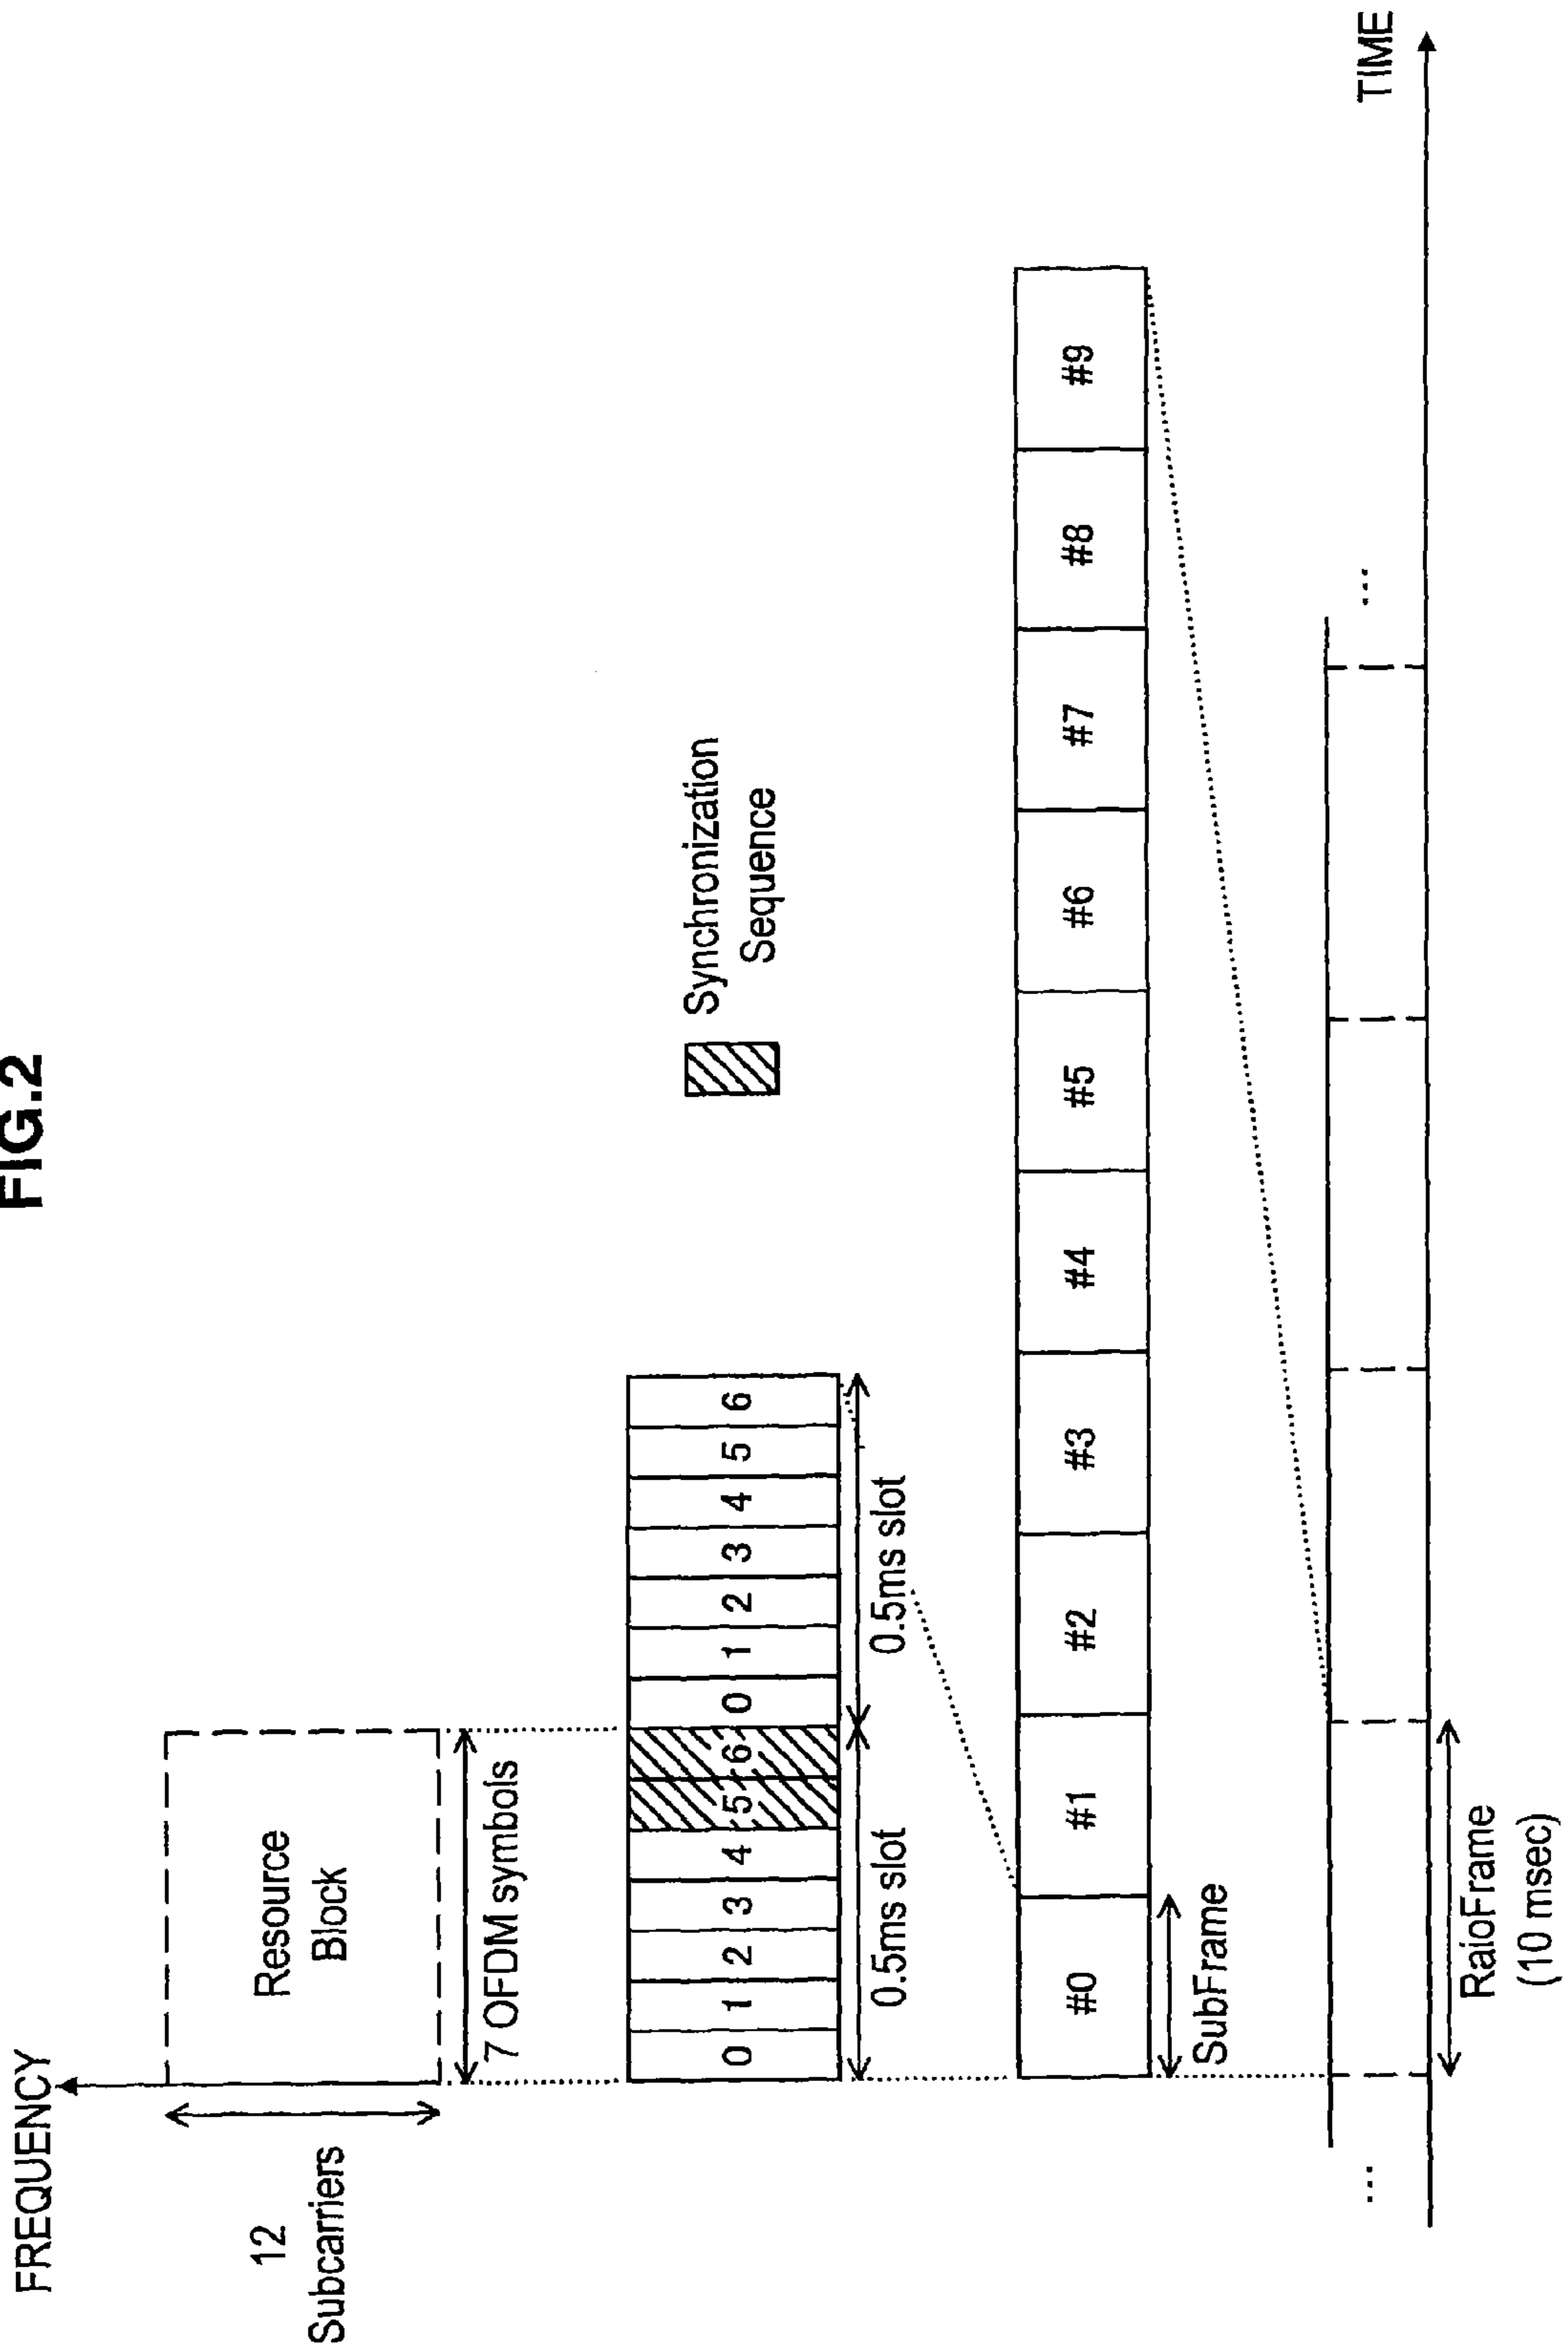 FIG.2
FREQUENCY
12
Subcarriers
Resource
Block
7 OFDM symbols
0 1 2 3 4 5 6 0 1 2 3 4 5 6
0.5ms slot
0.5ms slot
Synchronization
Sequence
#0 #1 #2 #3 #4 #5 #6 #7 #8 #9
SubFrame
...
...
TIME
RaioFrame
(10 msec)